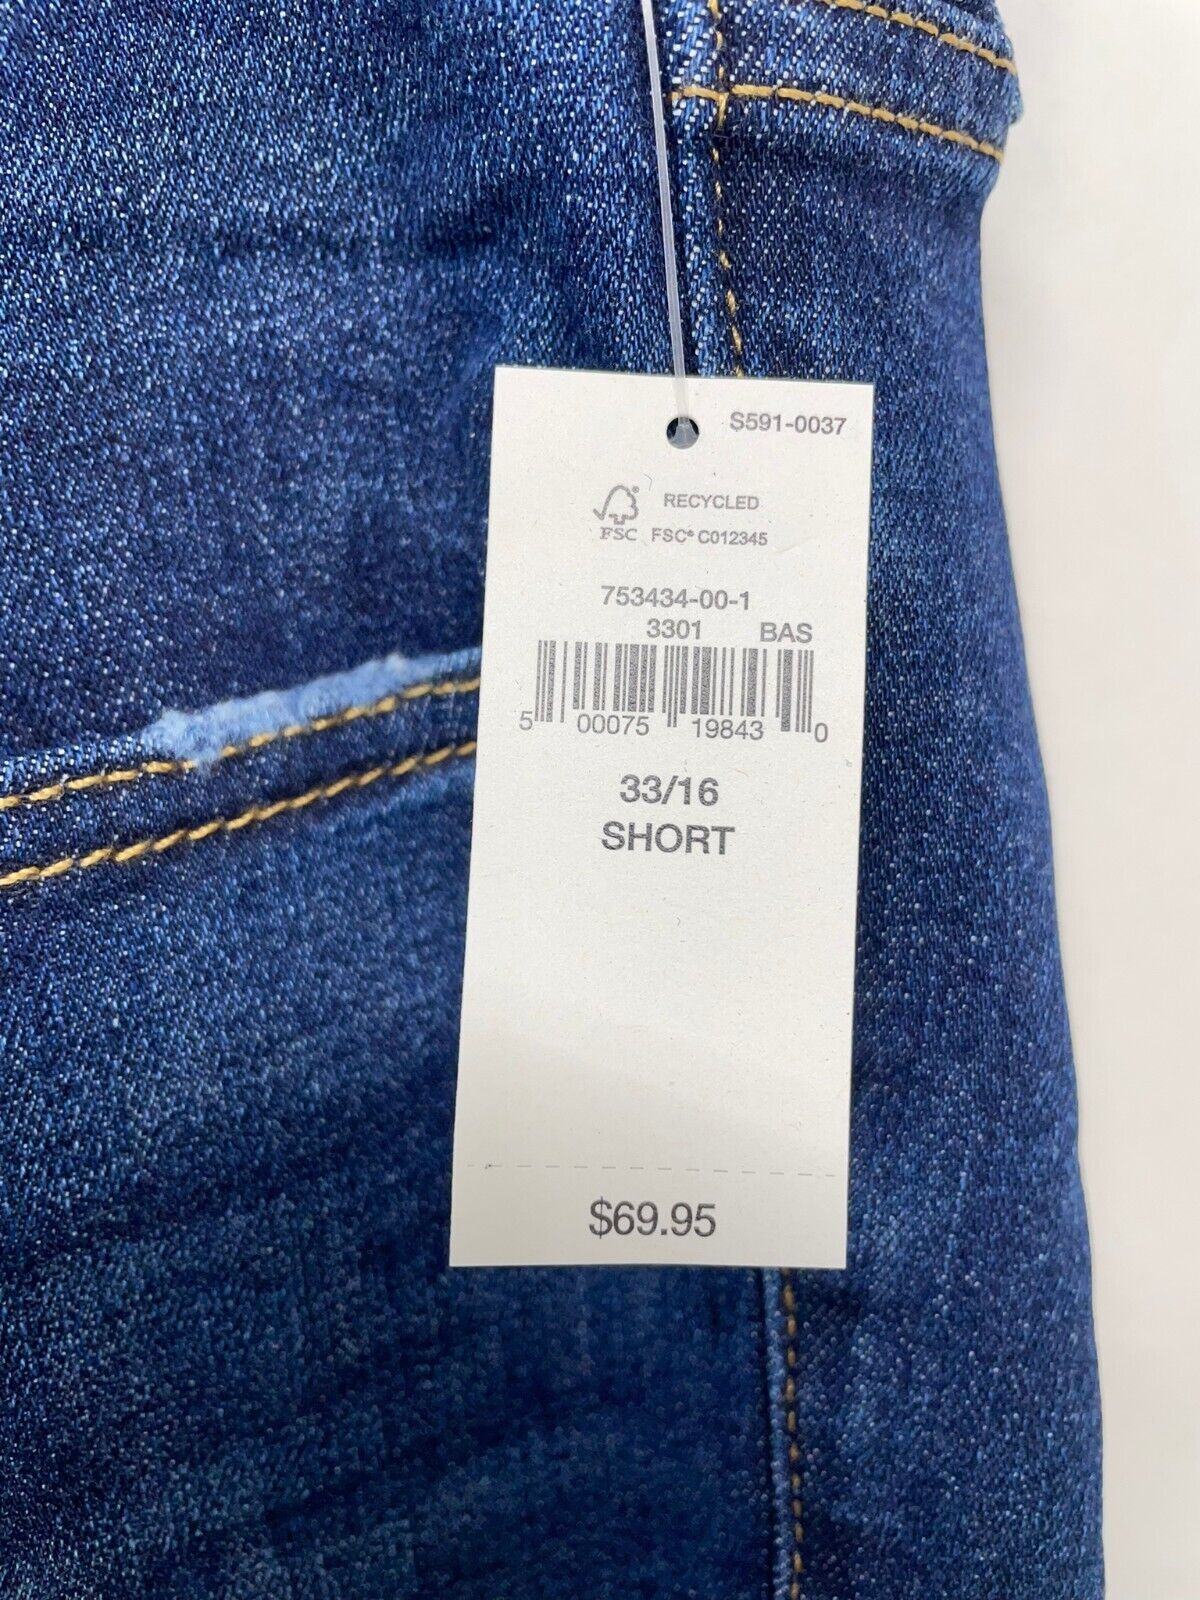 S591-0037
RECYCLED
FSC FSC® C012345
753434-00-1
3301 BAS
5 00075 19843 0
33/16
SHORT
$69.95